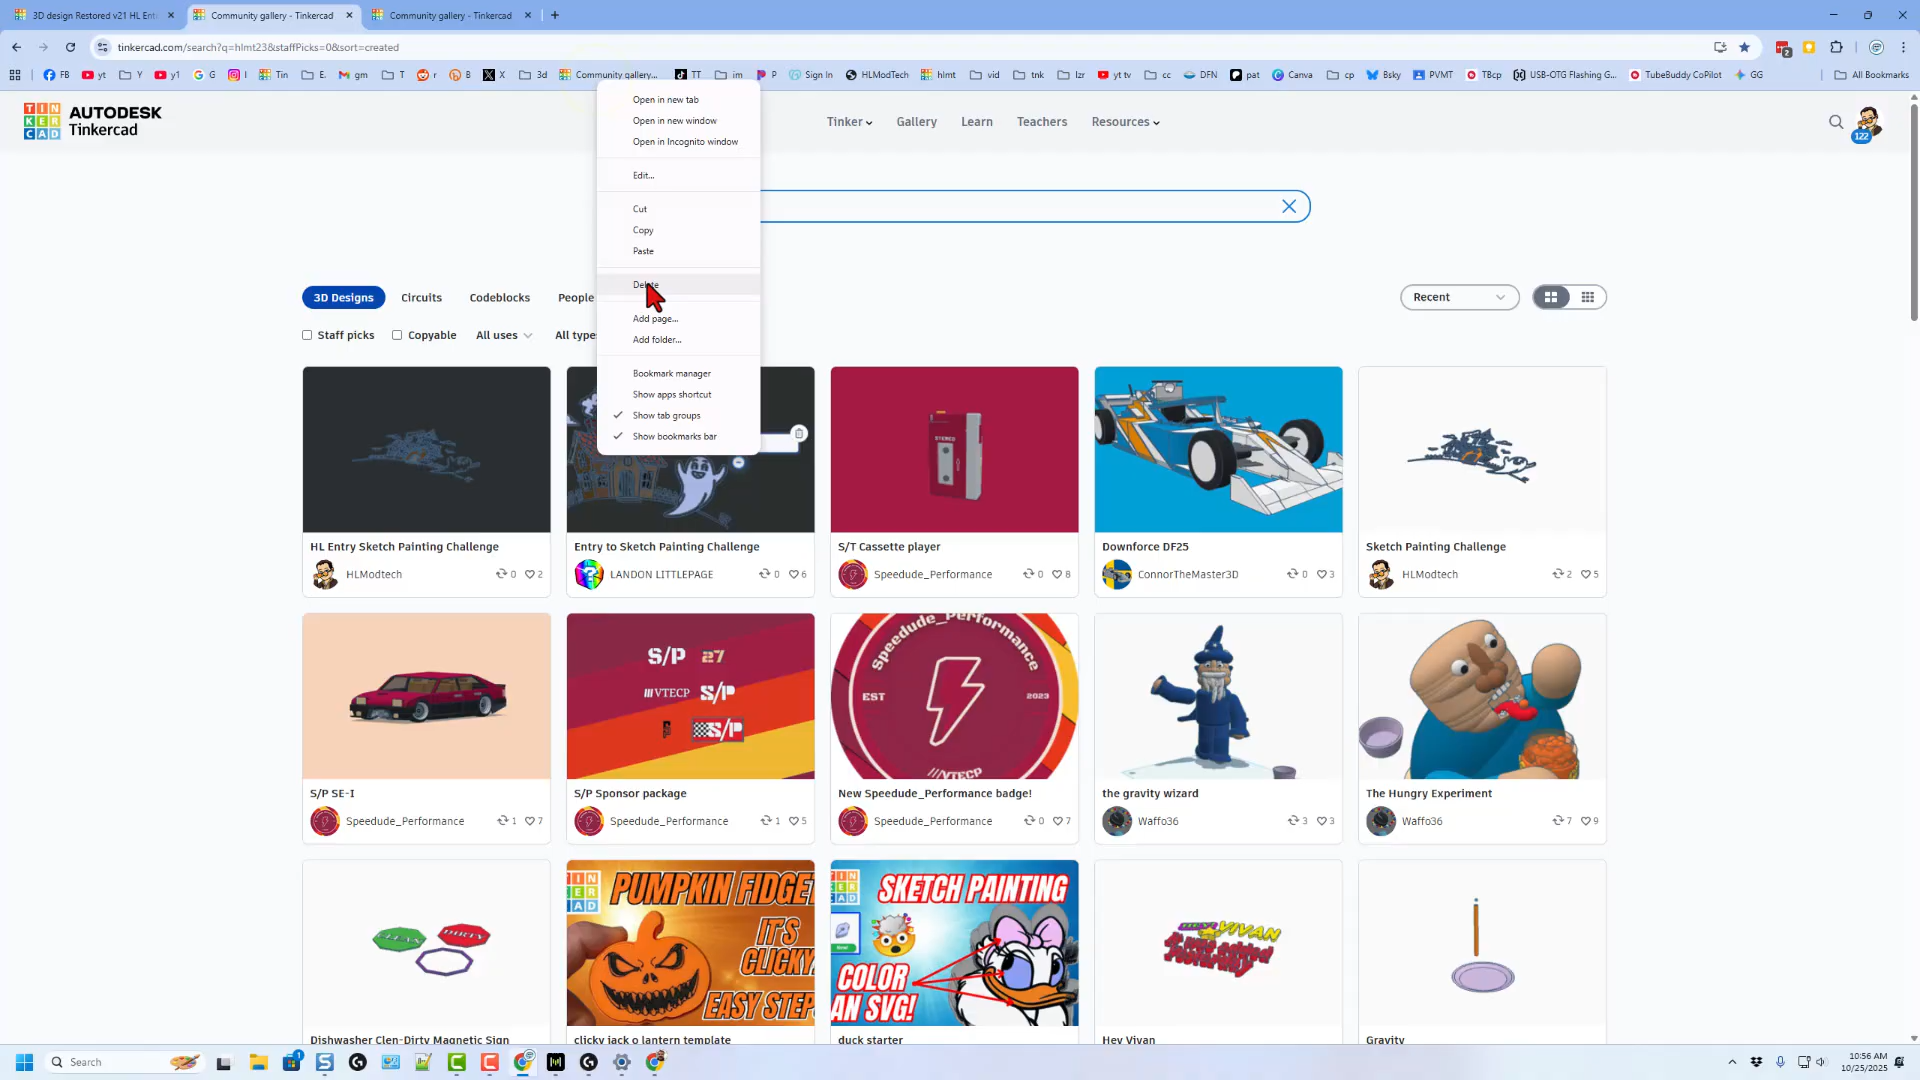 3D design Restored v21 HL Ent
Community gallery - Tinkercad
Community gallery - Tinkercad
tinkercad.com/search?q=hlmt23&staffPicks=0&sort=created
FB
yt
Y
y1
G
I
Tin
E.
gm
T
r
B
X
3d
Community gallery...
TT
im
P
Sign In
HLModTech
hlmt
vid
tnk
lzr
yt tv
cc
DFN
pat
Canva
cp
Bsky
PVMT
TBcp
USB-OTG Flashing G...
TubeBuddy CoPilot
GG
All Bookmarks
AUTODESK
Tinkercad
Tinker
Gallery
Learn
Teachers
Resources
122
Open in new tab
Open in new window
Open in Incognito window
Edit...
Cut
Copy
Paste
Delete
Add page...
Add folder...
Bookmark manager
Show apps shortcut
Show tab groups
Show bookmarks bar
3D Designs
Circuits
Codeblocks
People
Recent
Staff picks
Copyable
All uses
All types
HL Entry Sketch Painting Challenge
HLModtech
0
2
Entry to Sketch Painting Challenge
LANDON LITTLEPAGE
0
6
STEREO
S/T Cassette player
Speedude_Performance
0
8
Downforce DF25
ConnorTheMaster3D
0
3
Sketch Painting Challenge
HLModtech
2
5
S/P SE-I
Speedude_Performance
1
7
S/P 27
///VTECP S/P
S/P
S/P Sponsor package
Speedude_Performance
1
5
Speedude_Performance
EST
2023
///VTECP
New Speedude_Performance badge!
Speedude_Performance
0
7
the gravity wizard
Waffo36
3
3
The Hungry Experiment
Waffo36
7
9
CLEAN
DIRTY
Dishwasher Clen-Dirty Magnetic Sign
TIN
KER
CAD
PUMPKIN FIDGET
IT'S
CLICKY
EASY STEPS
clicky jack o lantern template
TIN
KER
CAD
SKETCH PAINTING
COLOR
AN SVG!
duck starter
Hey Vivan
Gravity
Search
10:56 AM
10/25/2025